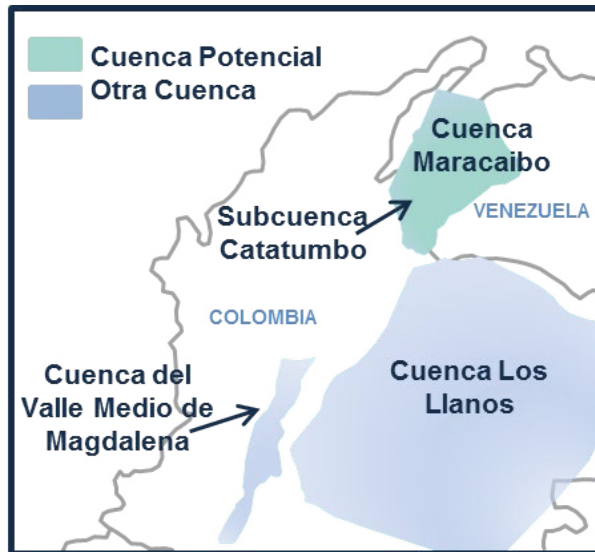 Cuenca Potencial
Otra Cuenca
Cuenca
Maracaibo
Subcuenca
Catatumbo
VENEZUELA
COLOMBIA
Cuenca del
Valle Medio de
Magdalena
Cuenca Los
Llanos